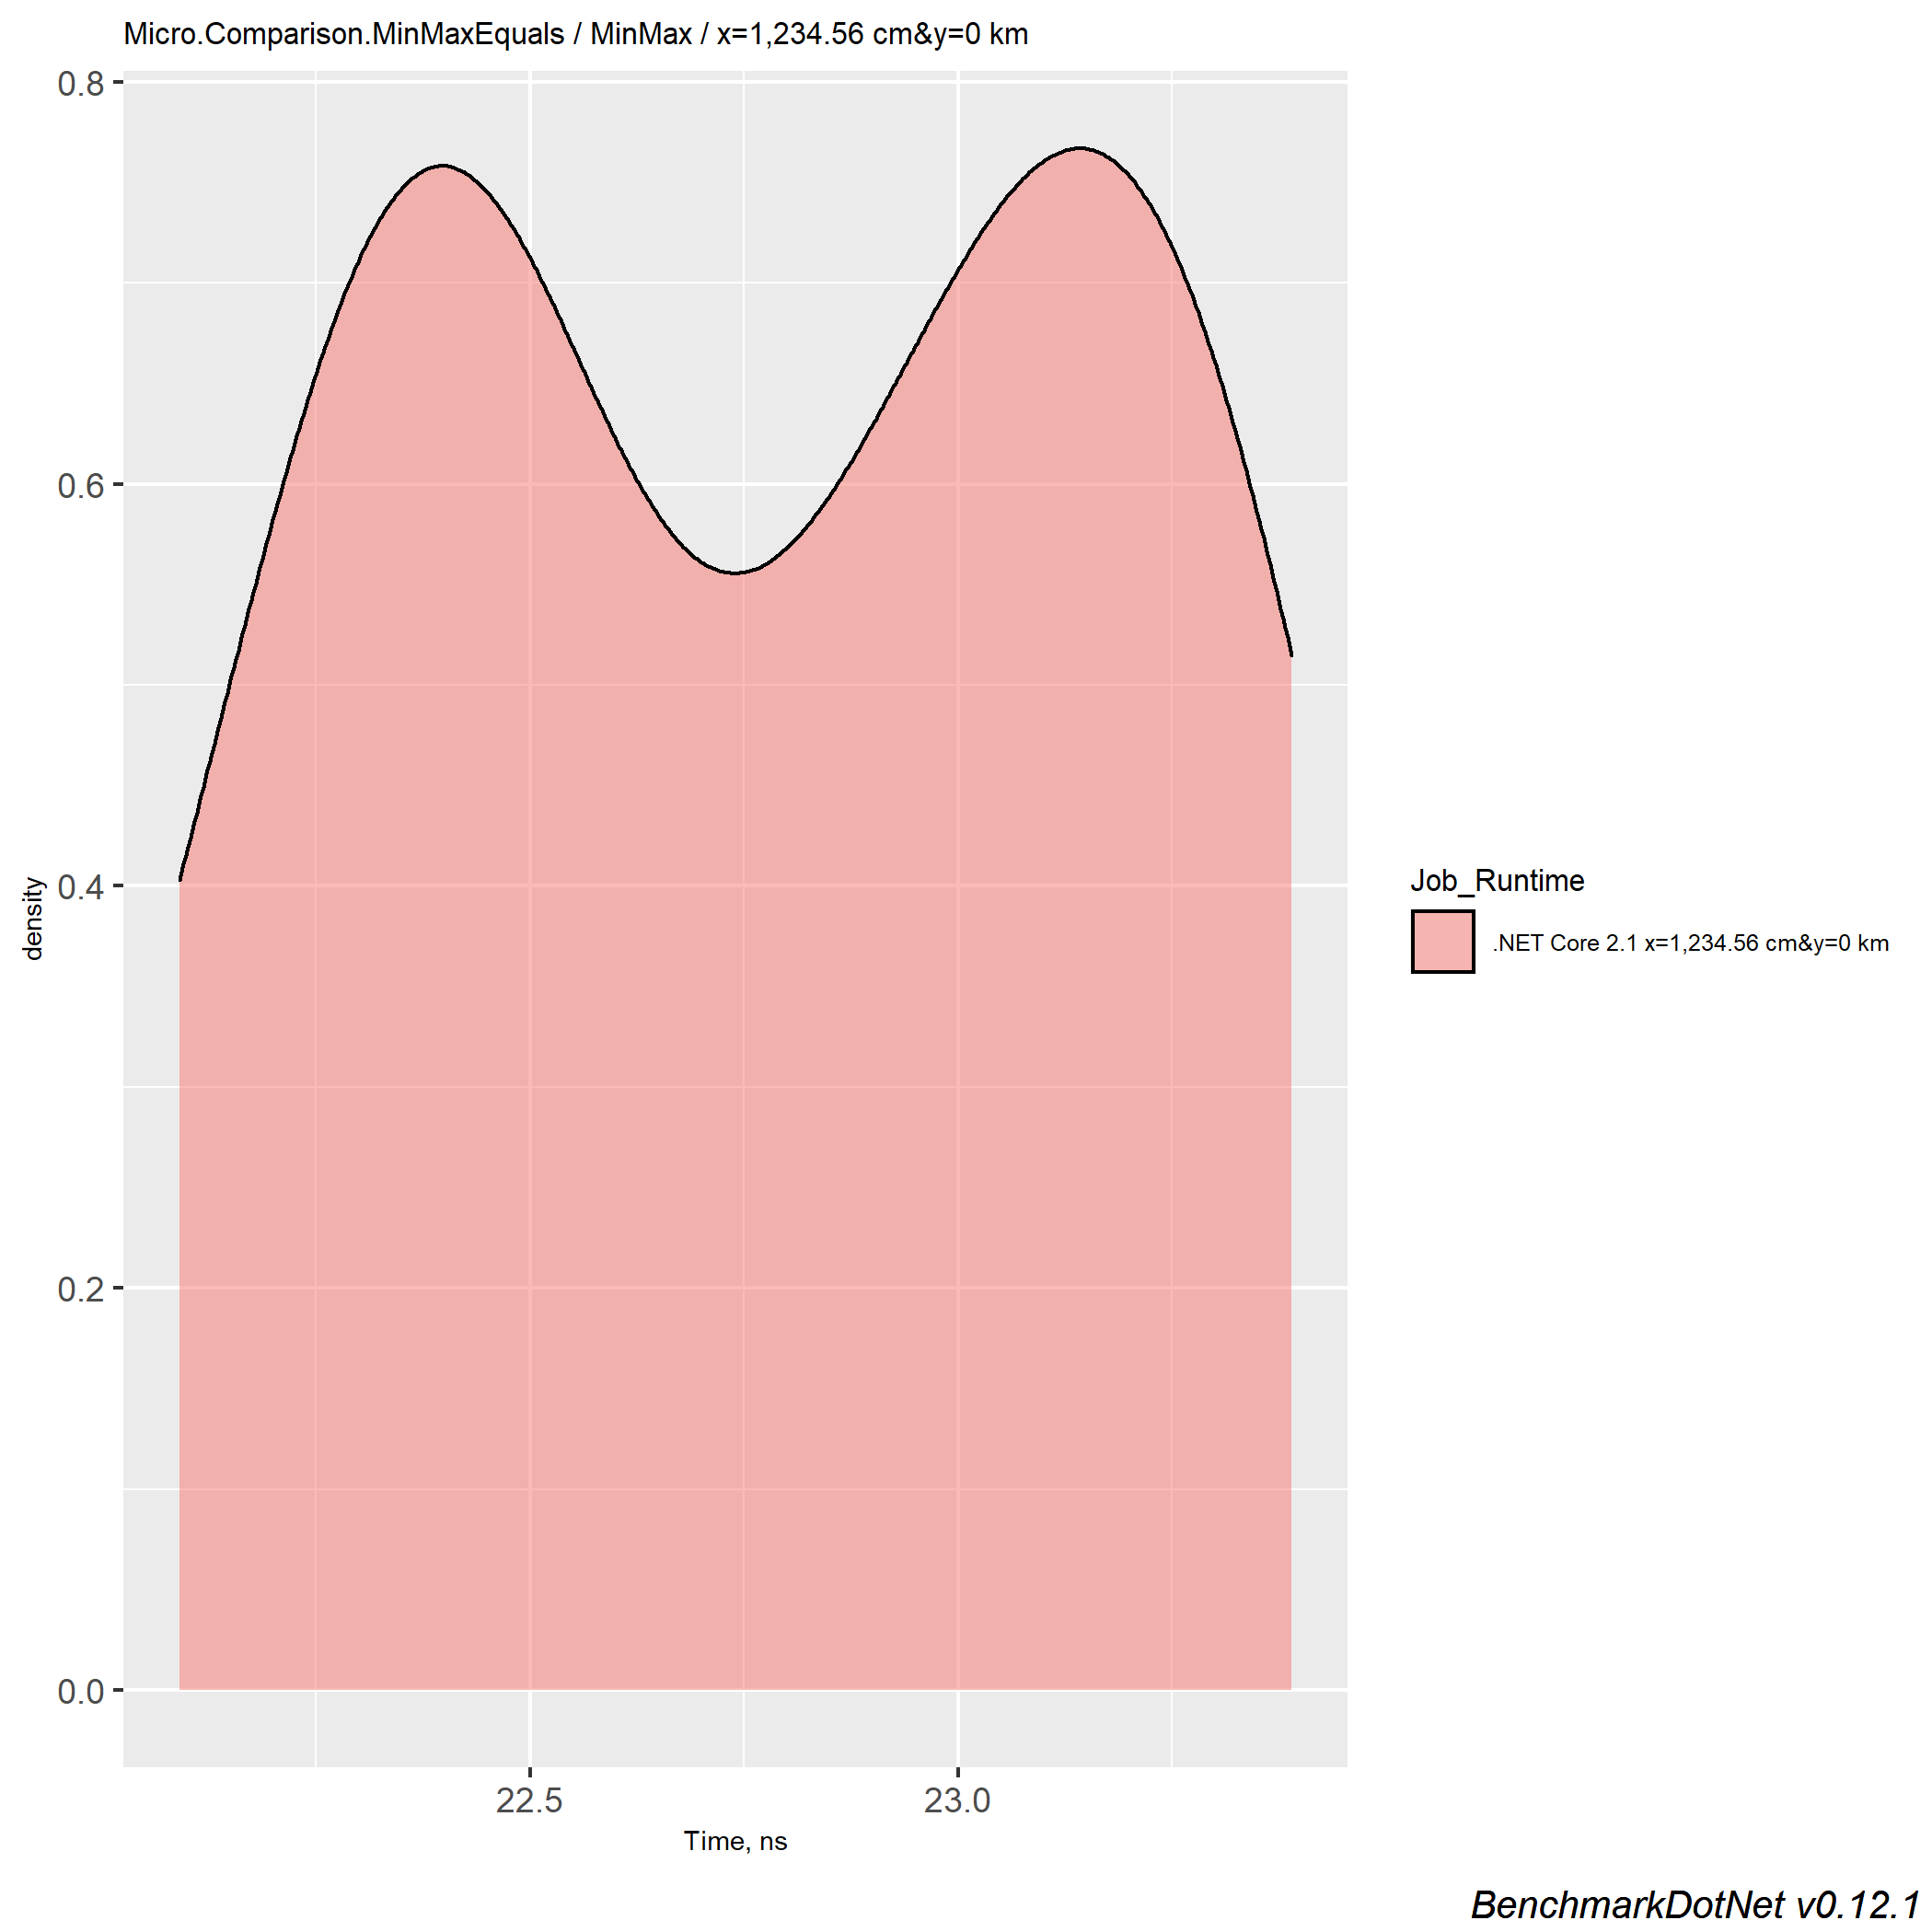 Micro.Comparison.MinMaxEquals / MinMax / x=1,234.56 cm&y=0 km
0.8
0.6
0.4
0.2
0.0
density
22.5 23.0
Time, ns
Job_Runtime
.NET Core 2.1 x=1,234.56 cm&y=0 km
BenchmarkDotNet v0.12.1